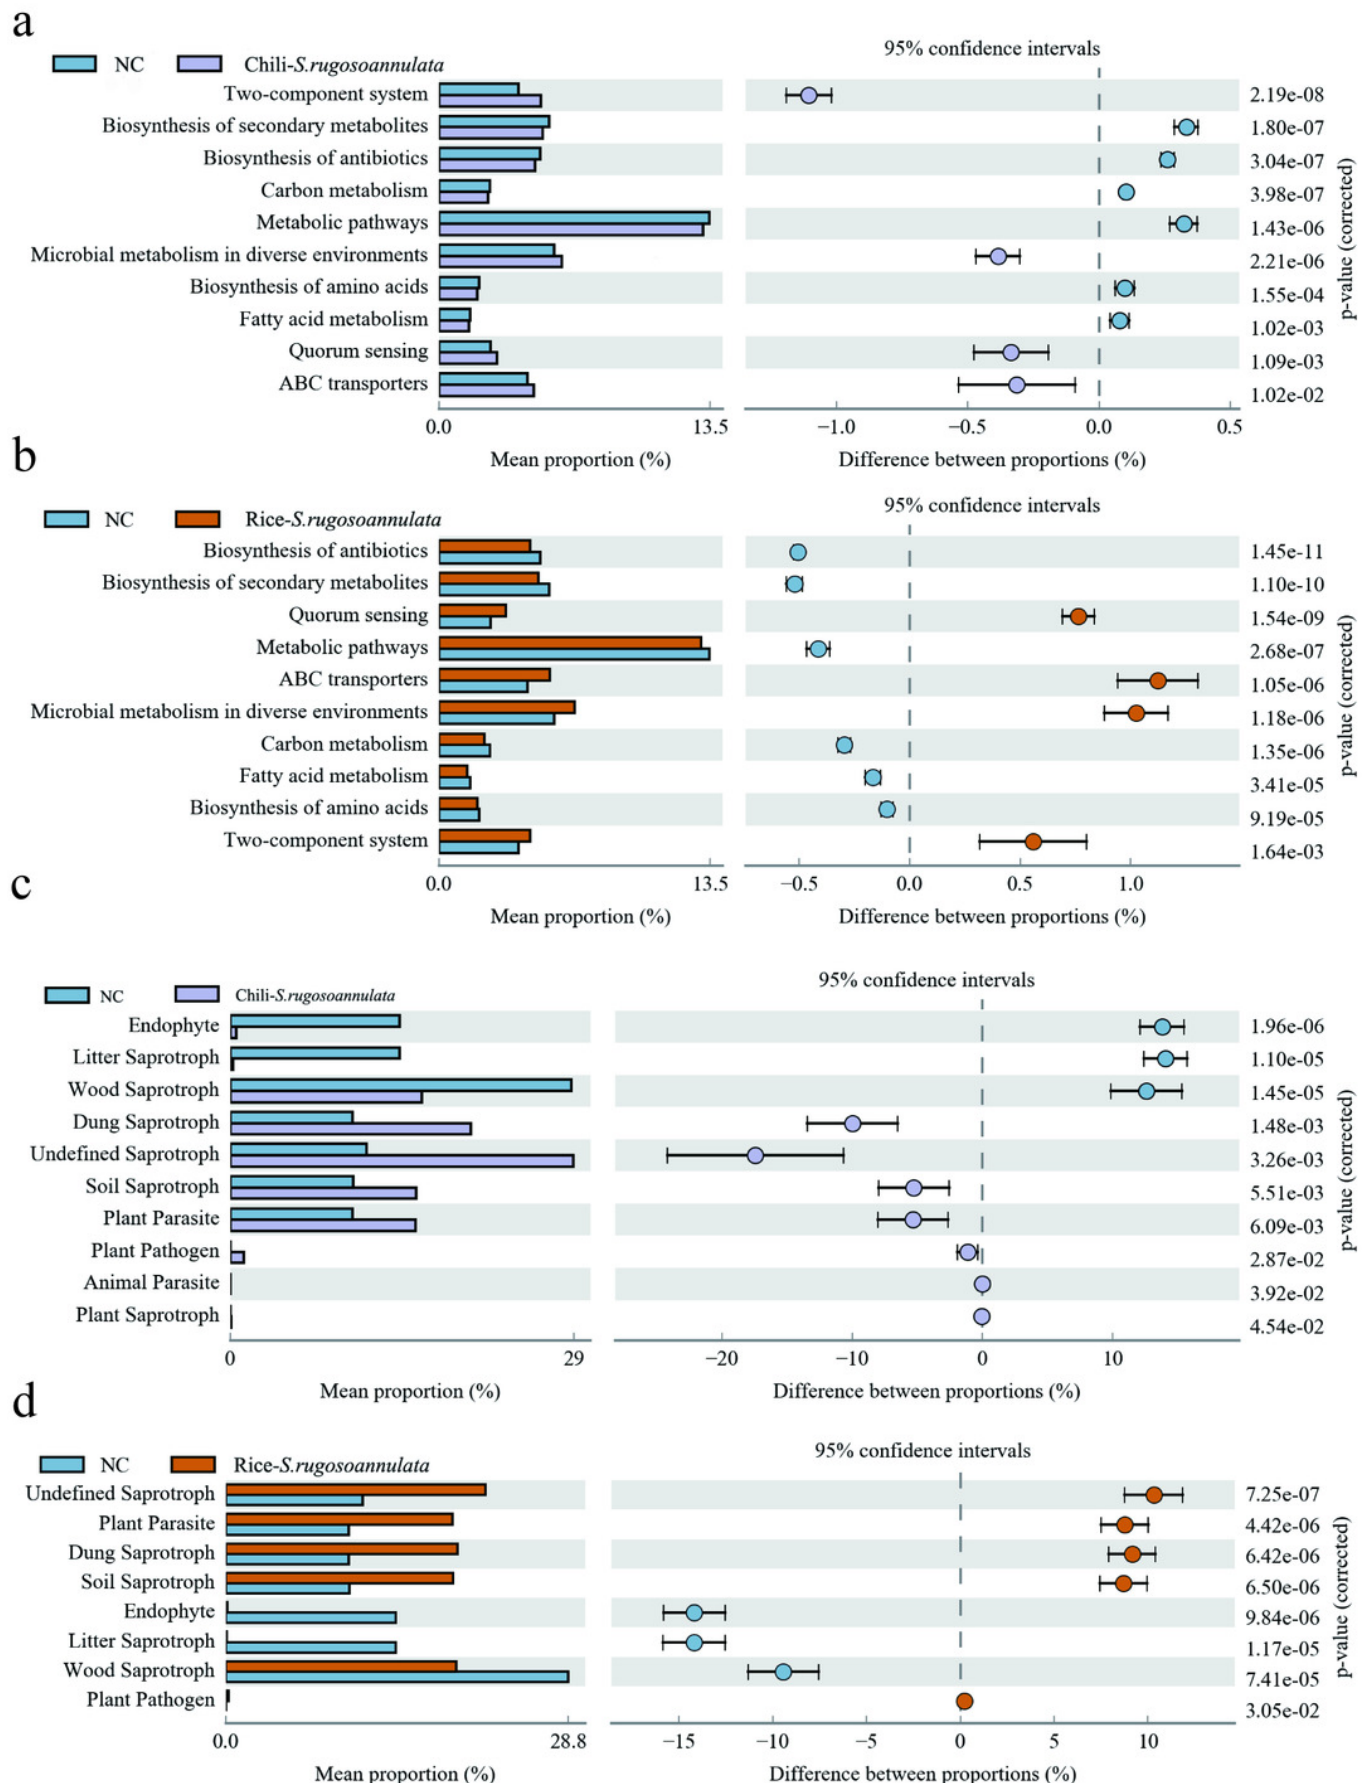 a
95% confidence intervals
NC Chili-S.rugosoannulata
Two-component system 2.19e-08
Biosynthesis of secondary metabolites 1.80e-07
Biosynthesis of antibiotics 3.04e-07
Carbon metabolism 3.98e-07
Metabolic pathways 1.43e-06
Microbial metabolism in diverse environments 2.21e-06
Biosynthesis of amino acids 1.55e-04
Fatty acid metabolism 1.02e-03
Quorum sensing 1.09e-03
ABC transporters 1.02e-02
p-value (corrected)
0.0 13.5 −1.0 −0.5 0.0 0.5
Mean proportion (%) Difference between proportions (%)
b
95% confidence intervals
NC Rice-S.rugosoannulata
Biosynthesis of antibiotics 1.45e-11
Biosynthesis of secondary metabolites 1.10e-10
Quorum sensing 1.54e-09
Metabolic pathways 2.68e-07
ABC transporters 1.05e-06
Microbial metabolism in diverse environments 1.18e-06
Carbon metabolism 1.35e-06
Fatty acid metabolism 3.41e-05
Biosynthesis of amino acids 9.19e-05
Two-component system 1.64e-03
p-value (corrected)
0.0 13.5 −0.5 0.0 0.5 1.0
Mean proportion (%) Difference between proportions (%)
c
95% confidence intervals
NC Chili-S.rugosoannulata
Endophyte 1.96e-06
Litter Saprotroph 1.10e-05
Wood Saprotroph 1.45e-05
Dung Saprotroph 1.48e-03
Undefined Saprotroph 3.26e-03
Soil Saprotroph 5.51e-03
Plant Parasite 6.09e-03
Plant Pathogen 2.87e-02
Animal Parasite 3.92e-02
Plant Saprotroph 4.54e-02
p-value (corrected)
0 29 −20 −10 0 10
Mean proportion (%) Difference between proportions (%)
d
95% confidence intervals
NC Rice-S.rugosoannulata
Undefined Saprotroph 7.25e-07
Plant Parasite 4.42e-06
Dung Saprotroph 6.42e-06
Soil Saprotroph 6.50e-06
Endophyte 9.84e-06
Litter Saprotroph 1.17e-05
Wood Saprotroph 7.41e-05
Plant Pathogen 3.05e-02
p-value (corrected)
0.0 28.8 −15 −10 −5 0 5 10
Mean proportion (%) Difference between proportions (%)